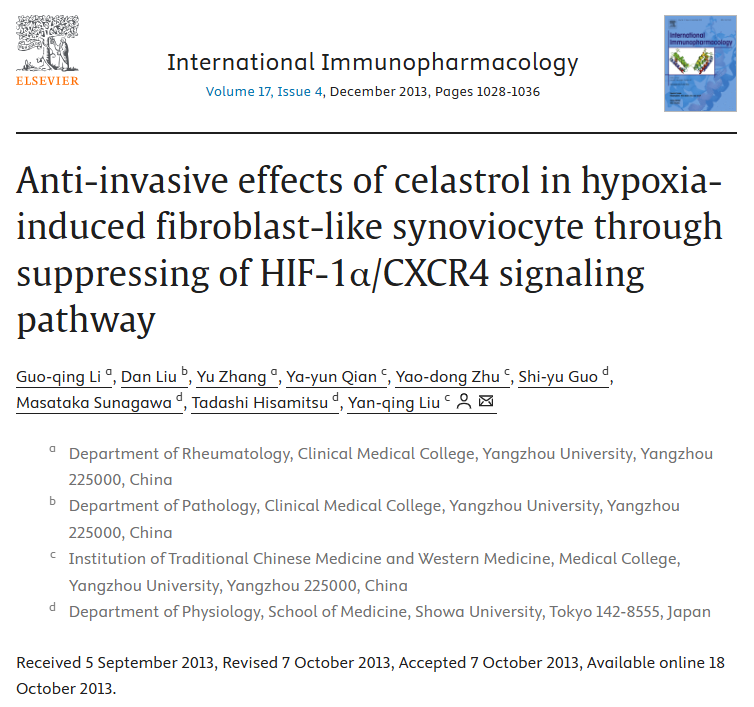 ELSEVIER
International Immunopharmacology
Volume 17, Issue 4, December 2013, Pages 1028-1036
International
Immunopharmacology
Anti-invasive effects of celastrol in hypoxia-
induced fibroblast-like synoviocyte through
suppressing of HIF-1α/CXCR4 signaling
pathway
Guo-qing Li a, Dan Liu b, Yu Zhang a, Ya-yun Qian c, Yao-dong Zhu c, Shi-yu Guo d,
Masataka Sunagawa d, Tadashi Hisamitsu d, Yan-qing Liu c
a Department of Rheumatology, Clinical Medical College, Yangzhou University, Yangzhou
225000, China
b Department of Pathology, Clinical Medical College, Yangzhou University, Yangzhou
225000, China
c Institution of Traditional Chinese Medicine and Western Medicine, Medical College,
Yangzhou University, Yangzhou 225000, China
d Department of Physiology, School of Medicine, Showa University, Tokyo 142-8555, Japan
Received 5 September 2013, Revised 7 October 2013, Accepted 7 October 2013, Available online 18
October 2013.